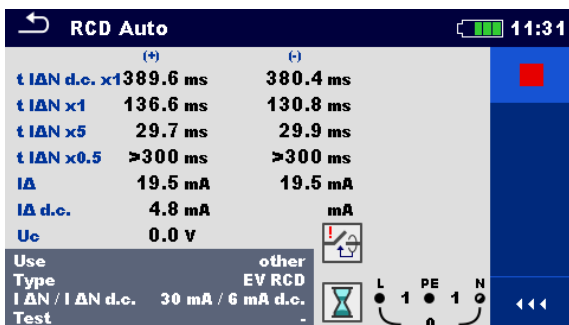 RCD Auto 11:31
(+) (-)
t IΔN d.c. x1 389.6 ms 380.4 ms
t IΔN x1 136.6 ms 130.8 ms
t IΔN x5 29.7 ms 29.9 ms
t IΔN x0.5 >300 ms >300 ms
IΔ 19.5 mA 19.5 mA
IΔ d.c. 4.8 mA mA
Uc 0.0 V
Use other
Type EV RCD
I ΔN / I ΔN d.c. 30 mA / 6 mA d.c.
Test -
L PE N
1 1
0